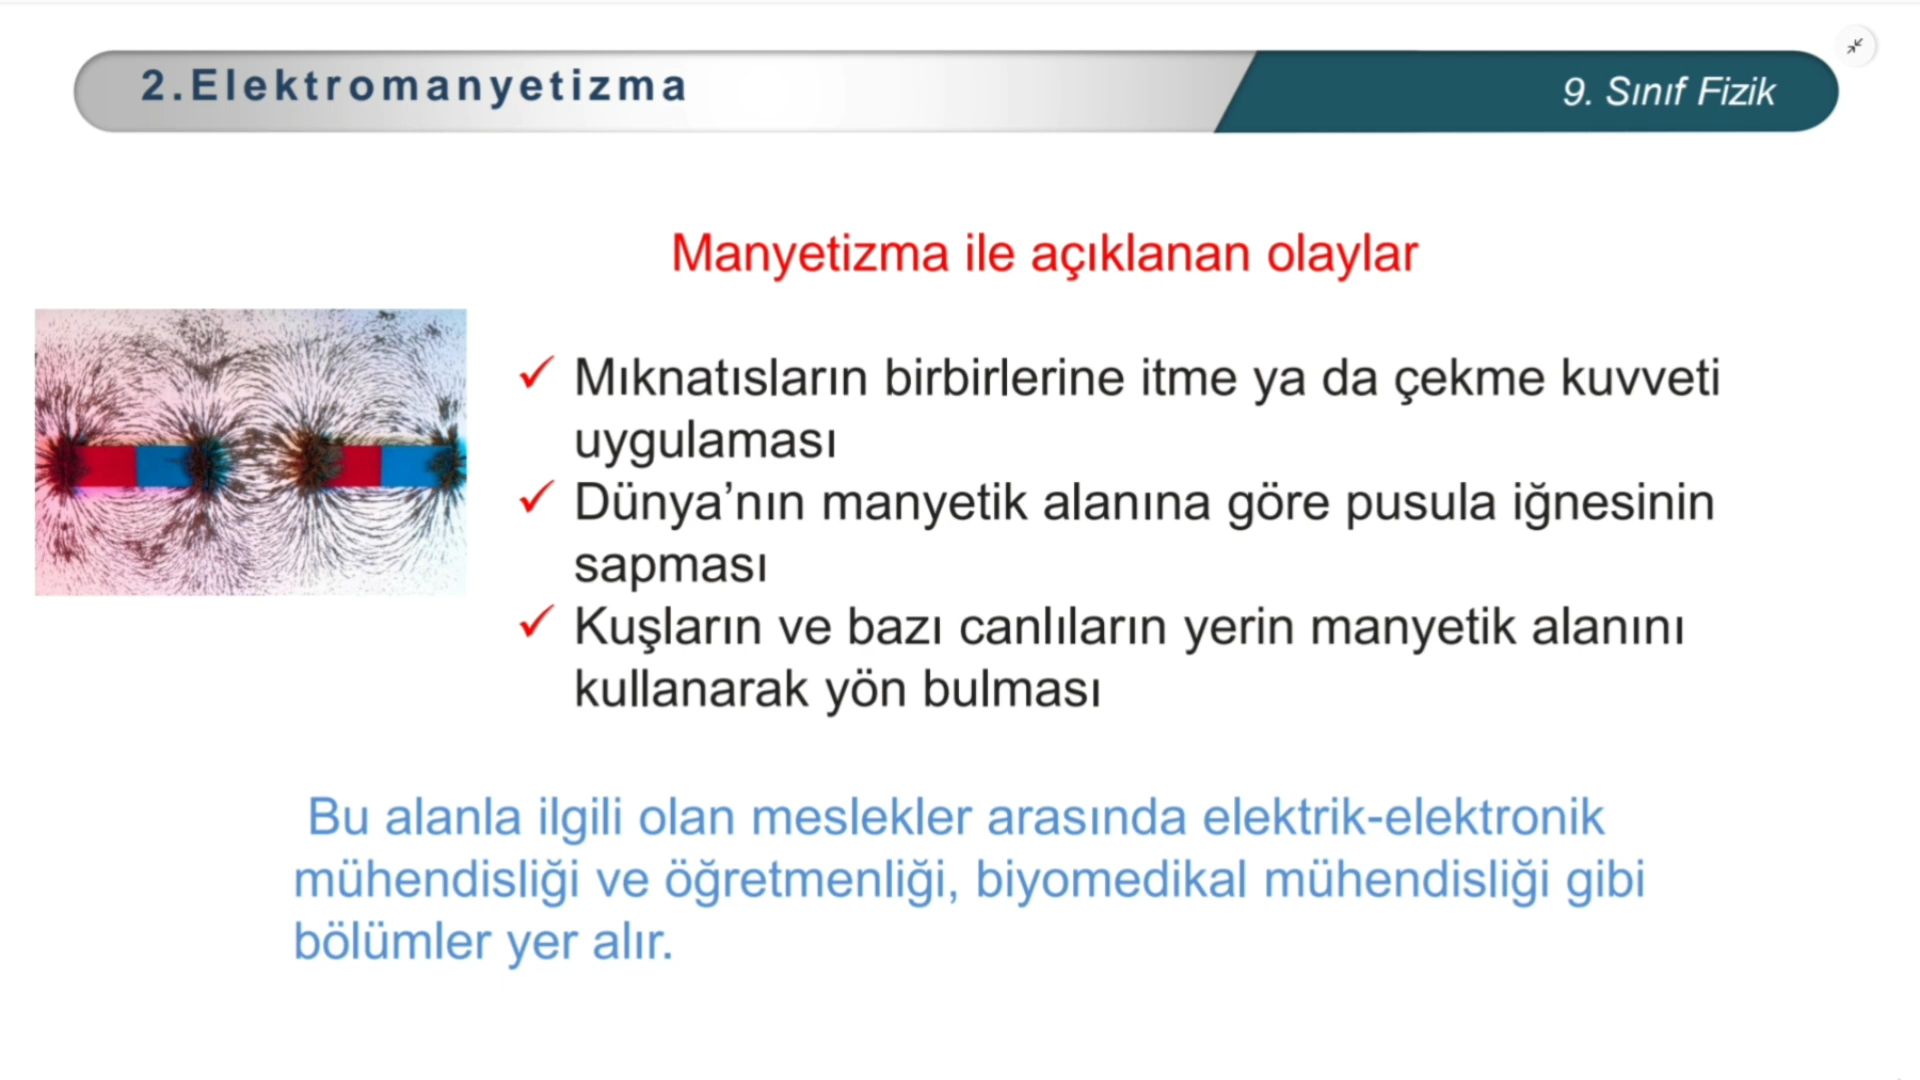 2.Elektromanyetizma
9. Sınıf Fizik
Manyetizma ile açıklanan olaylar
✓ Mıknatısların birbirlerine itme ya da çekme kuvveti
uygulaması
✓ Dünya’nın manyetik alanına göre pusula iğnesinin
sapması
✓ Kuşların ve bazı canlıların yerin manyetik alanını
kullanarak yön bulması
Bu alanla ilgili olan meslekler arasında elektrik-elektronik
mühendisliği ve öğretmenliği, biyomedikal mühendisliği gibi
bölümler yer alır.